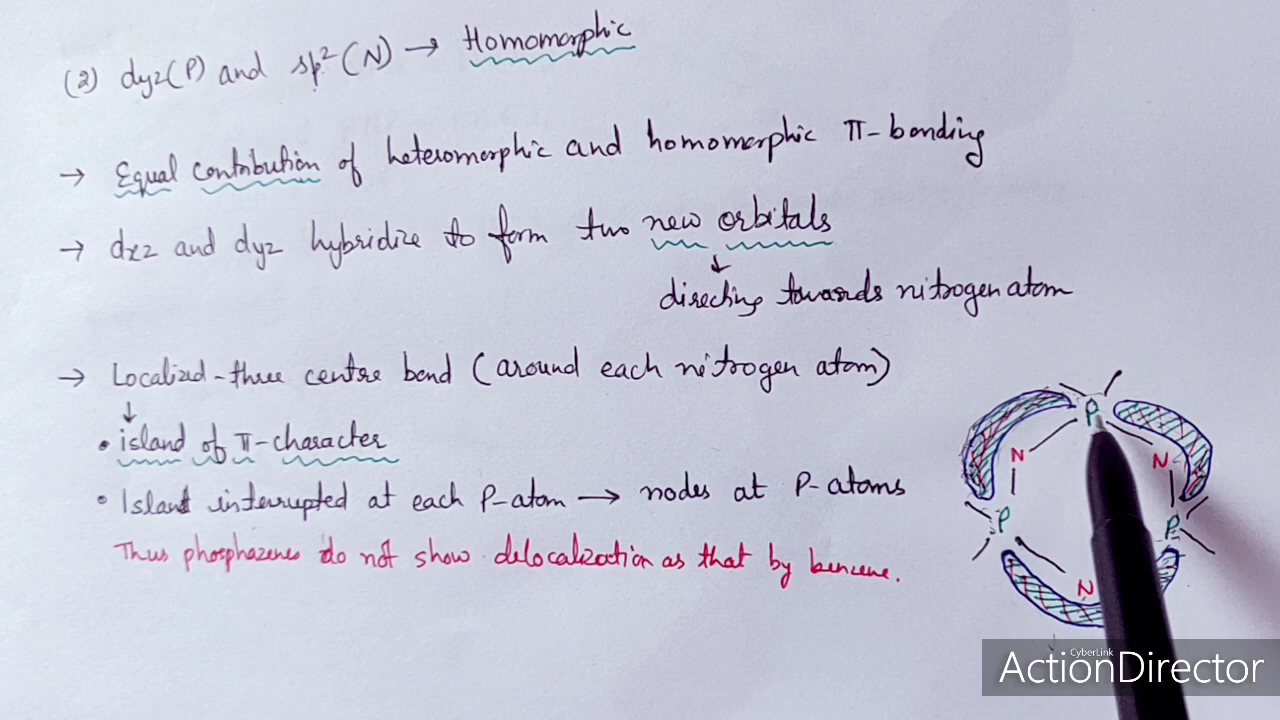 (2) dyz(P) and sp²(N) → Homomorphic
→ Equal contribution of heteromorphic and homomorphic π-bonding
→ dxz and dyz hybridize to form two new orbitals
↓
directing towards nitrogen atom
→ Localized-three centre bond (around each nitrogen atom)
↓
• island of π-character
• Island interrupted at each P-atom → nodes at P-atoms
Thus phosphazenes do not show delocalization as that by benzene.
P
N
N
P
P
N
CyberLink
ActionDirector